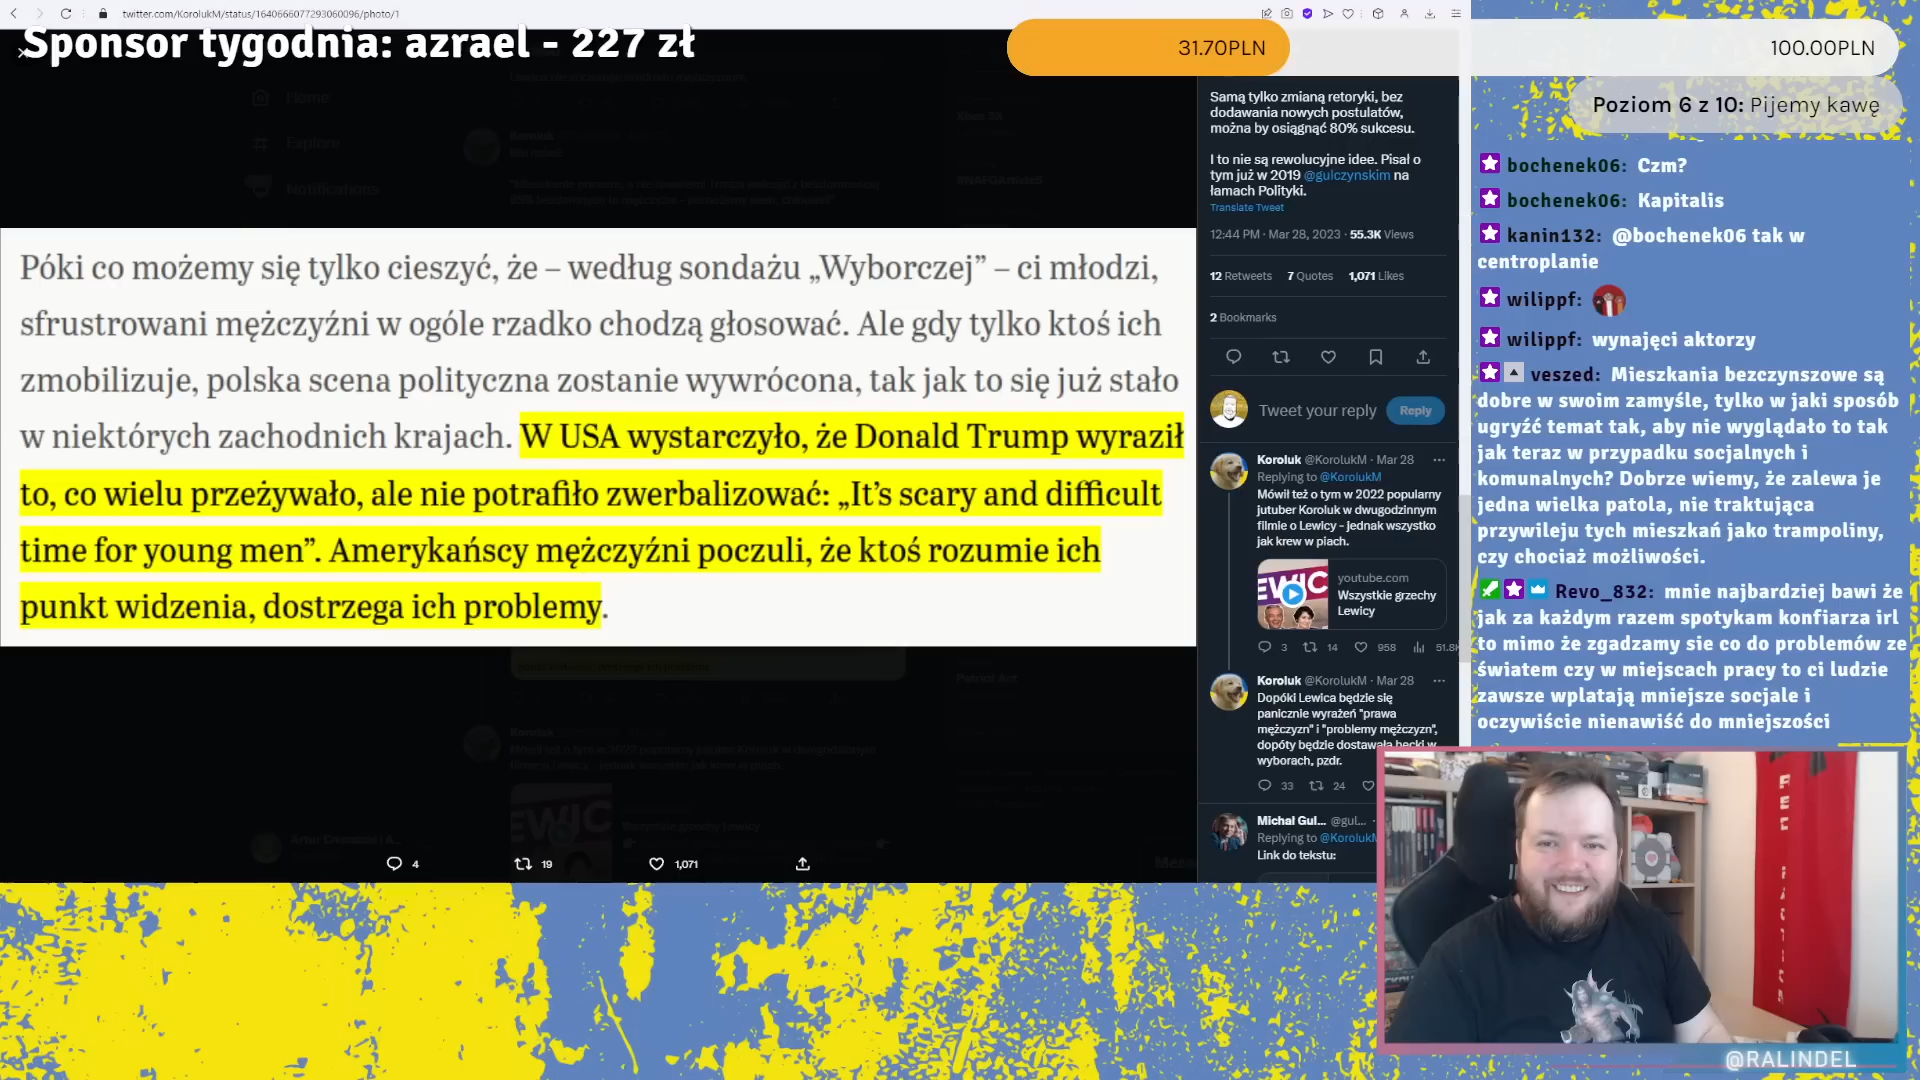 twitter.com/KorolukM/status/1640666077293060096/photo/1
Sponsor tygodnia: azrael - 227 zł
31.70PLN
100.00PLN
Poziom 6 z 10: Pijemy kawę
Home
Explore
Notifications
Póki co możemy się tylko cieszyć, że – według sondażu „Wyborczej” – ci młodzi,
sfrustrowani mężczyźni w ogóle rzadko chodzą głosować. Ale gdy tylko ktoś ich
zmobilizuje, polska scena polityczna zostanie wywrócona, tak jak to się już stało
w niektórych zachodnich krajach. W USA wystarczyło, że Donald Trump wyraził
to, co wielu przeżywało, ale nie potrafiło zwerbalizować: „It’s scary and difficult
time for young men”. Amerykańscy mężczyźni poczuli, że ktoś rozumie ich
punkt widzenia, dostrzega ich problemy.
4
19
1,071
Samą tylko zmianą retoryki, bez
dodawania nowych postulatów,
można by osiągnąć 80% sukcesu.
I to nie są rewolucyjne idee. Pisał o
tym już w 2019 @gulczynskim na
łamach Polityki.
Translate Tweet
12:44 PM · Mar 28, 2023 · 55.3K Views
12 Retweets 7 Quotes 1,071 Likes
2 Bookmarks
Tweet your reply
Reply
Koroluk @KorolukM · Mar 28
Replying to @KorolukM
Mówił też o tym w 2022 popularny
jutuber Koroluk w dwugodzinnym
filmie o Lewicy - jednak wszystko
jak krew w piach.
EWIC
youtube.com
Wszystkie grzechy
Lewicy
3
14
958
51.8K
Koroluk @KorolukM · Mar 28
Dopóki Lewica będzie się
panicznie wyrażeń "prawa
mężczyzn" i "problemy mężczyzn",
dopóty będzie dostawała becki w
wyborach, pzdr.
33
24
Michal Gul... @gul... ·
Replying to @KorolukM
Link do tekstu:
bochenek06: Czm?
bochenek06: Kapitalis
kanin132: @bochenek06 tak w
centroplanie
wilippf:
wilippf: wynajęci aktorzy
veszed: Mieszkania bezczynszowe są
dobre w swoim zamyśle, tylko w jaki sposób
ugryźć temat tak, aby nie wyglądało to tak
jak teraz w przypadku socjalnych i
komunalnych? Dobrze wiemy, że zalewa je
jedna wielka patola, nie traktująca
przywileju tych mieszkań jako trampoliny,
czy chociaż możliwości.
Revo_832: mnie najbardziej bawi że
jak za każdym razem spotykam konfiarza irl
to mimo że zgadzamy sie co do problemów ze
światem czy w miejscach pracy to ci ludzie
zawsze wplatają mniejsze socjale i
oczywiście nienawiść do mniejszości
@RALINDEL